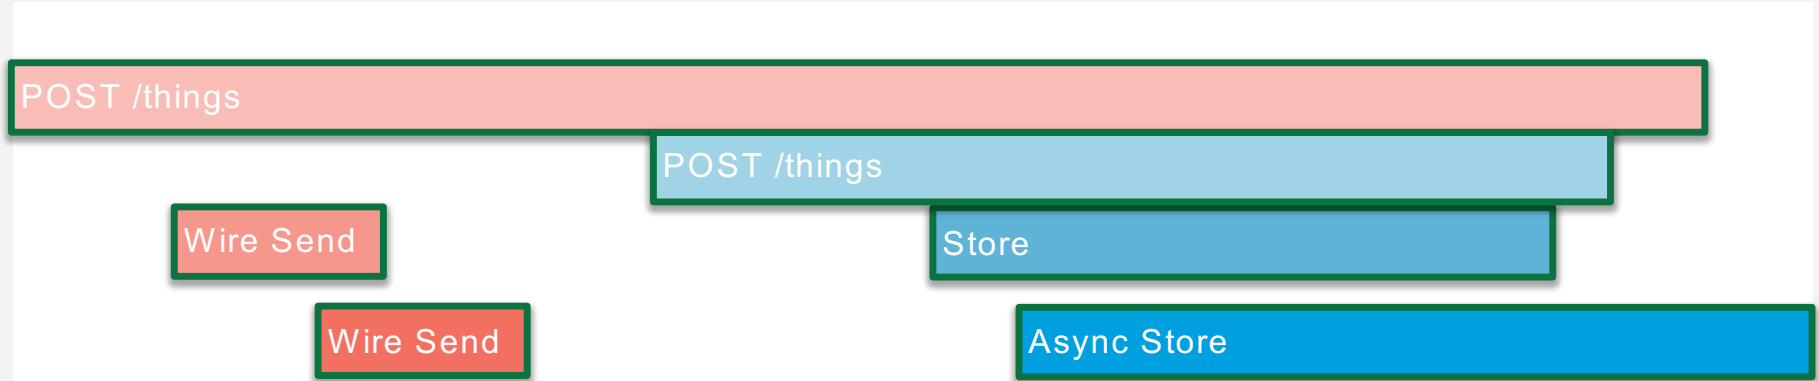 POST /things
POST /things
Wire Send
Store
Wire Send
Async Store